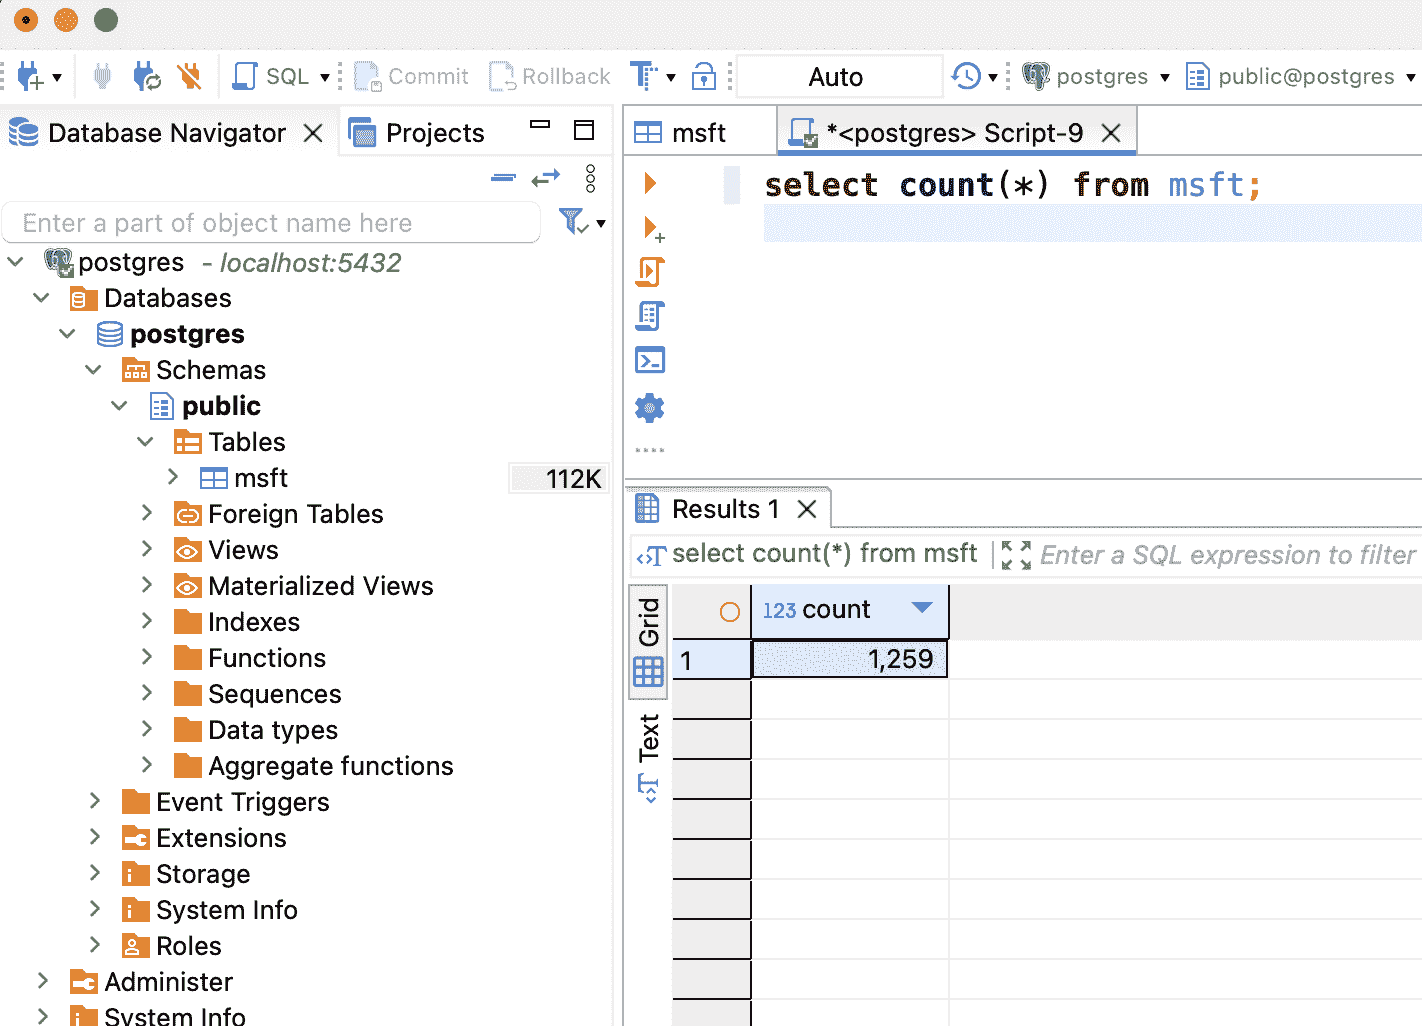 SQL Commit Rollback Auto postgres public@postgres
Database Navigator Projects
msft *<postgres> Script-9
Enter a part of object name here
postgres - localhost:5432
Databases
postgres
Schemas
public
Tables
msft 112K
Foreign Tables
Views
Materialized Views
Indexes
Functions
Sequences
Data types
Aggregate functions
Event Triggers
Extensions
Storage
System Info
Roles
Administer
System Info
select count(*) from msft;
Results 1
select count(*) from msft Enter a SQL expression to filter
Grid
Text
123 count
1 1,259